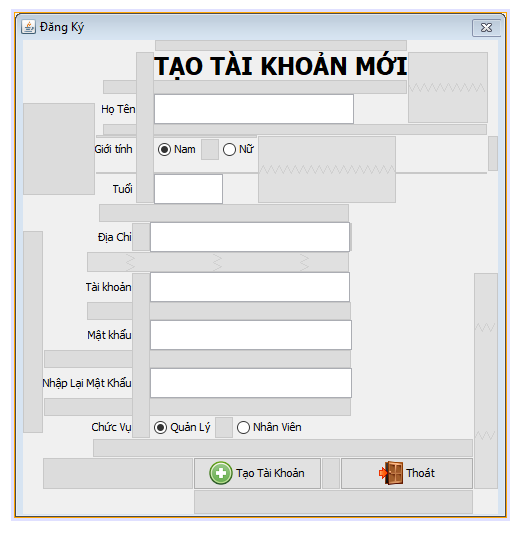 Đăng Ký
TẠO TÀI KHOẢN MỚI
Họ Tên
Giới tính Nam Nữ
Tuổi
Địa Chỉ
Tài khoản
Mật khẩu
Nhập Lại Mật Khẩu
Chức Vụ Quản Lý Nhân Viên
Tạo Tài Khoản Thoát